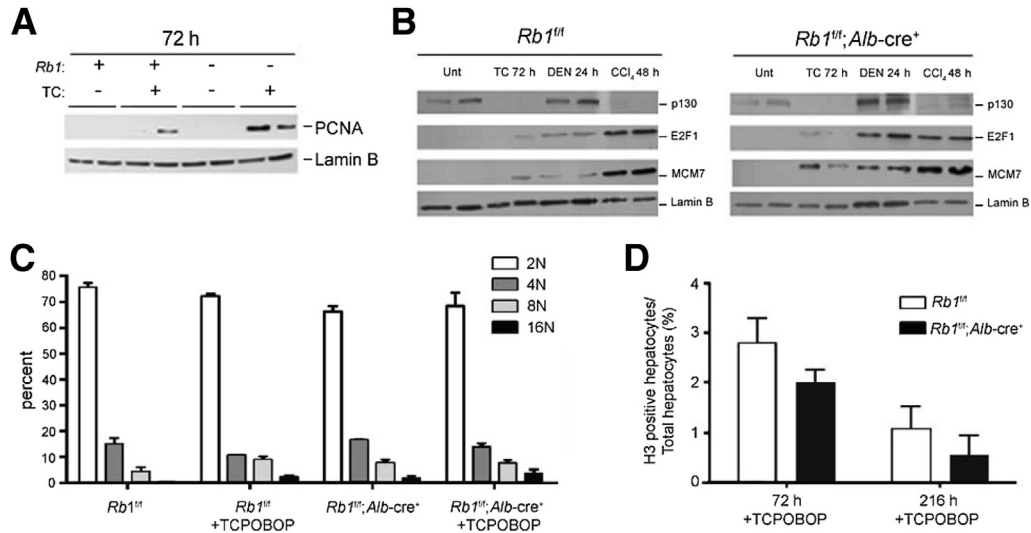 A
72 h
Rb1: + + - -
TC: - + - +
PCNA
Lamin B
B
Rb1f/f
Unt TC 72 h DEN 24 h CCl4 48 h
p130
E2F1
MCM7
Lamin B
Rb1f/f;Alb-cre+
Unt TC 72 h DEN 24 h CCl4 48 h
p130
E2F1
MCM7
Lamin B
C
percent
80
70
60
50
40
30
20
10
0
2N
4N
8N
16N
Rb1f/f
Rb1f/f
+TCPOBOP
Rb1f/f;Alb-cre+
Rb1f/f;Alb-cre+
+TCPOBOP
D
H3 positive hepatocytes/
Total hepatocytes (%)
4
3
2
1
0
Rb1f/f
Rb1f/f;Alb-cre+
72 h
+TCPOBOP
216 h
+TCPOBOP